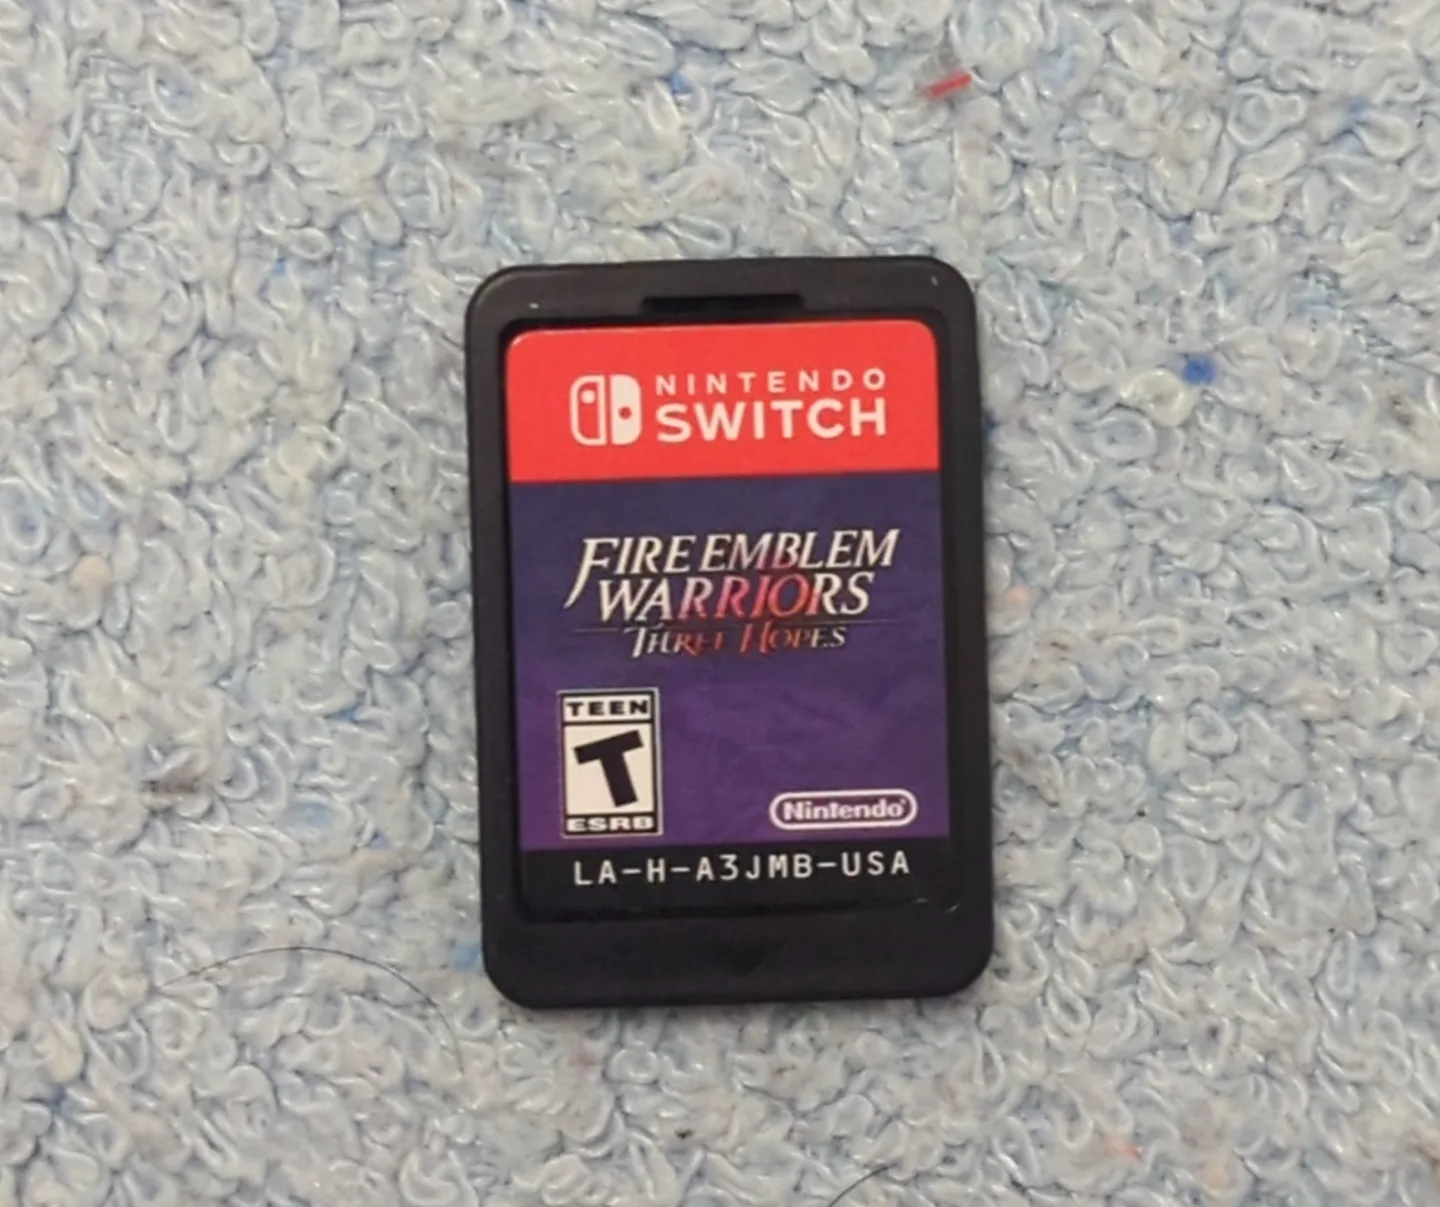 NINTENDO
SWITCH
FIRE EMBLEM
WARRIORS
THREE HOPES
TEEN
T
ESRB
Nintendo®
LA-H-A3JMB-USA